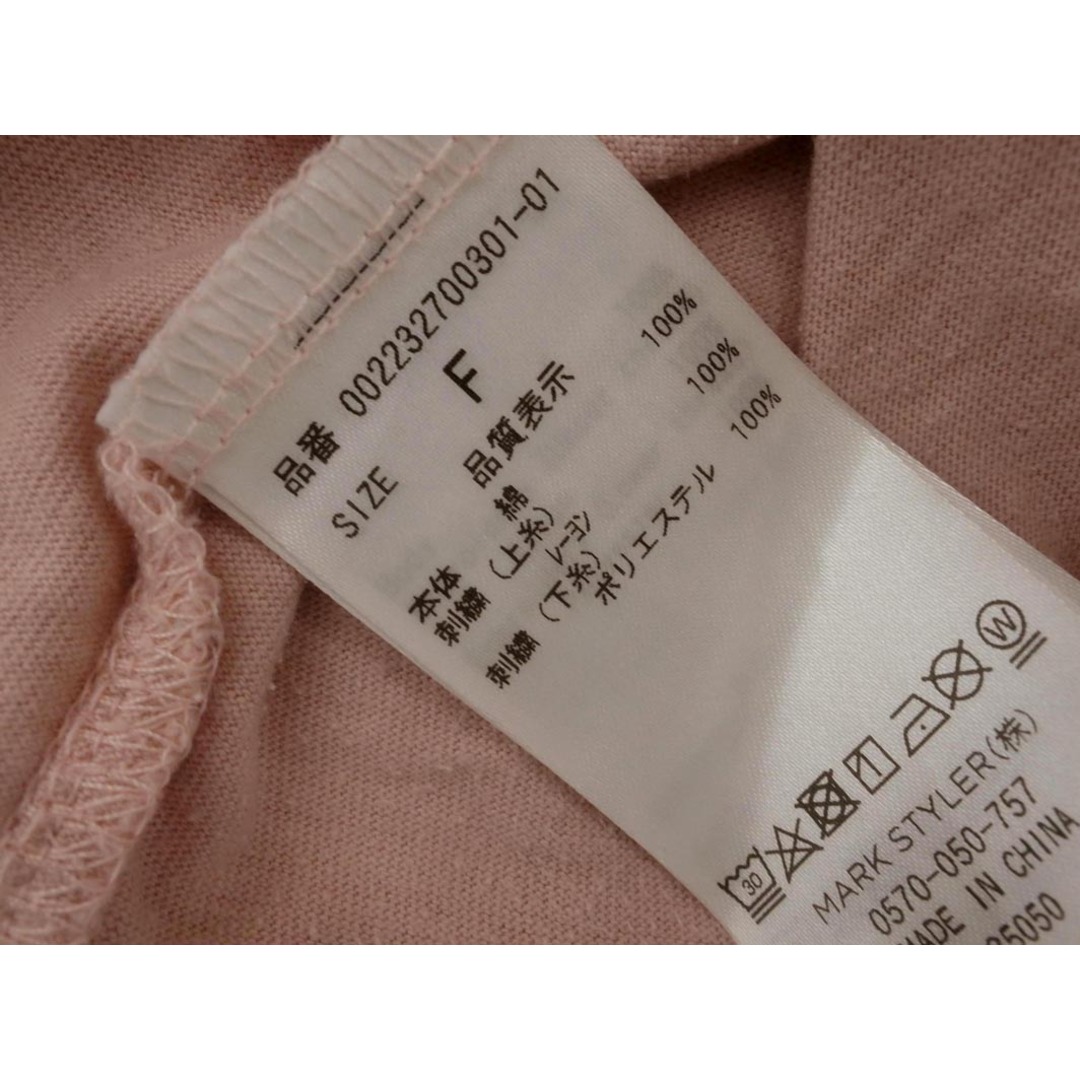 品番 002232700301-01
SIZE F
品質表示
本体 綿 100%
刺繍 (上糸) レーヨン 100%
刺繍 (下糸) ポリエステル 100%
30 W
MARK STYLER(株)
0570-050-757
MADE IN CHINA